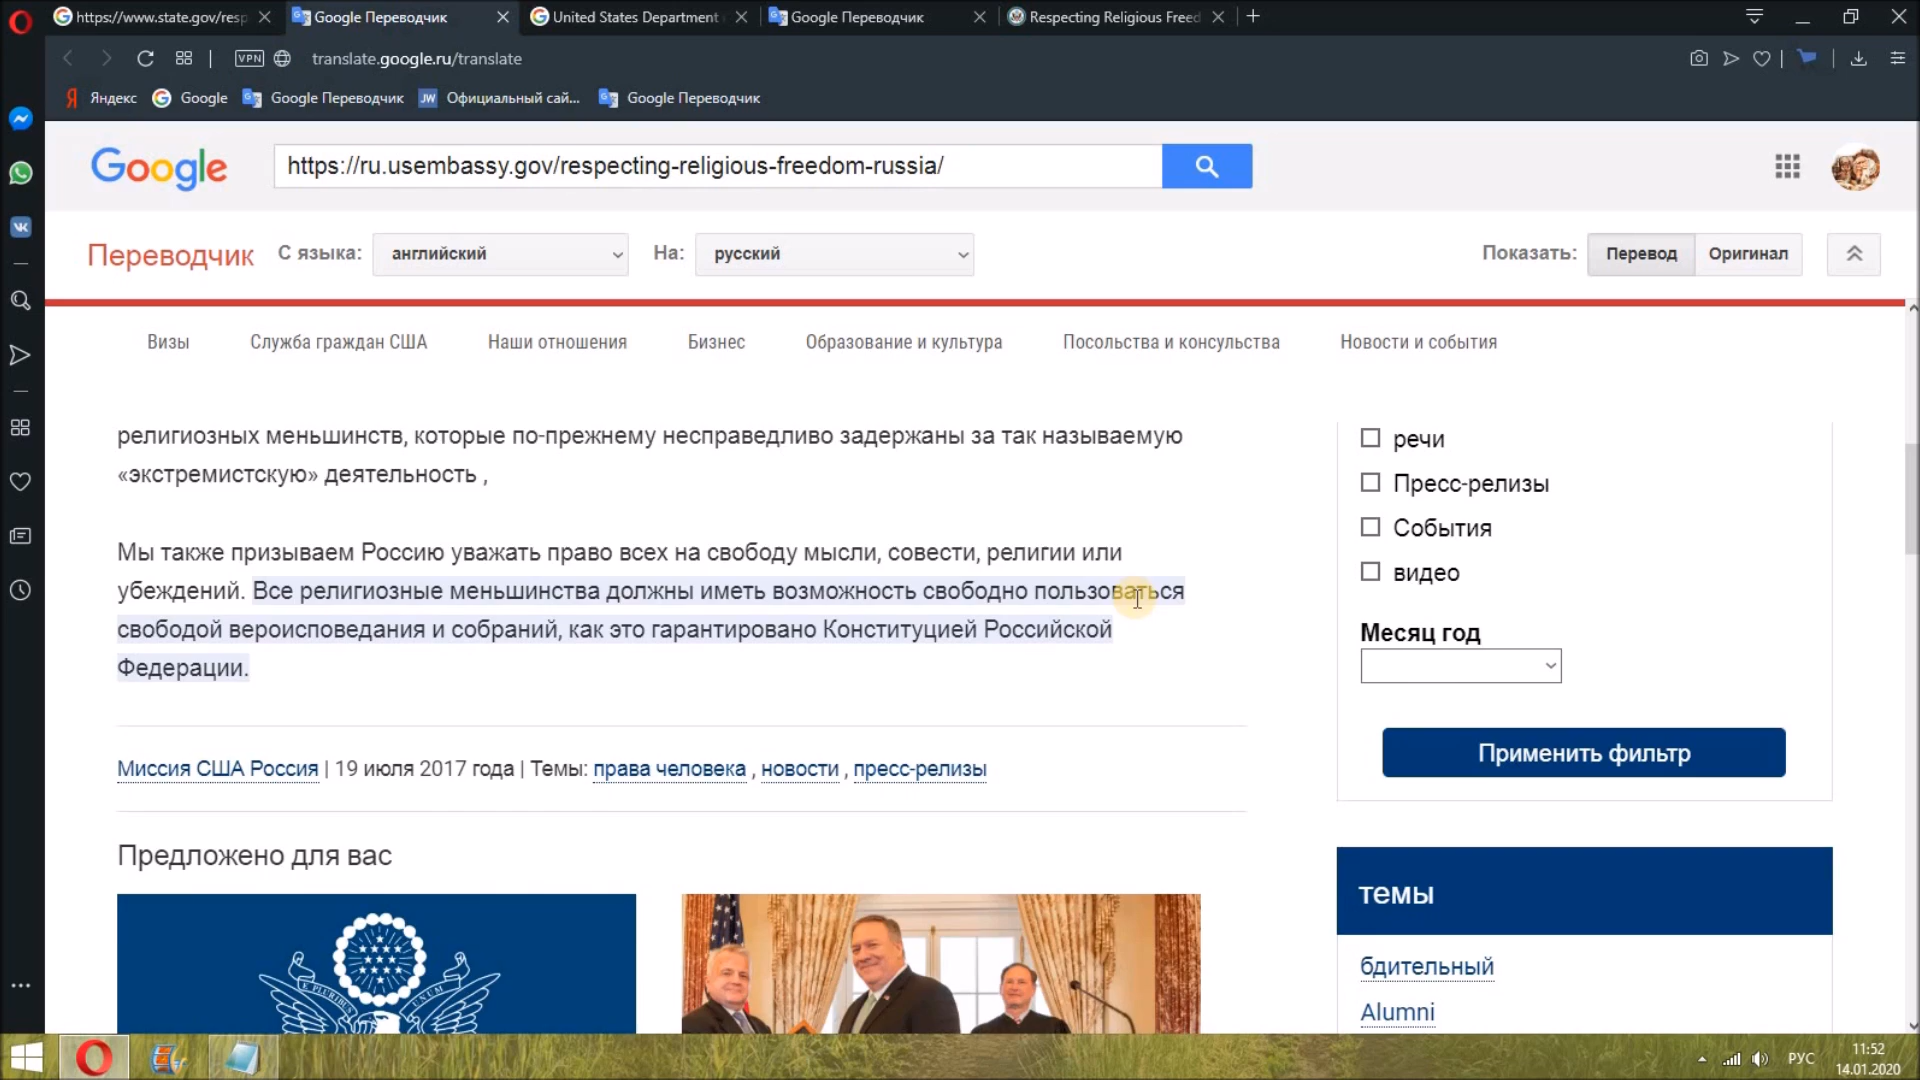 https://www.state.gov/resp
Google Переводчик
United States Department
Google Переводчик
Respecting Religious Freed
VPN
translate.google.ru/translate
Яндекс
Google
Google Переводчик
JW
Официальный сай...
Google Переводчик
Google
https://ru.usembassy.gov/respecting-religious-freedom-russia/
Переводчик
С языка:
английский
На:
русский
Показать:
Перевод
Оригинал
Визы
Служба граждан США
Наши отношения
Бизнес
Образование и культура
Посольства и консульства
Новости и события
религиозных меньшинств, которые по-прежнему несправедливо задержаны за так называемую
«экстремистскую» деятельность ,
Мы также призываем Россию уважать право всех на свободу мысли, совести, религии или
убеждений. Все религиозные меньшинства должны иметь возможность свободно пользоваться
свободой вероисповедания и собраний, как это гарантировано Конституцией Российской
Федерации.
Миссия США Россия | 19 июля 2017 года | Темы: права человека , новости , пресс-релизы
Предложено для вас
E PLURIBUS UNUM
речи
Пресс-релизы
События
видео
Месяц год
Применить фильтр
темы
бдительный
Alumni
РУС
11:52
14.01.2020